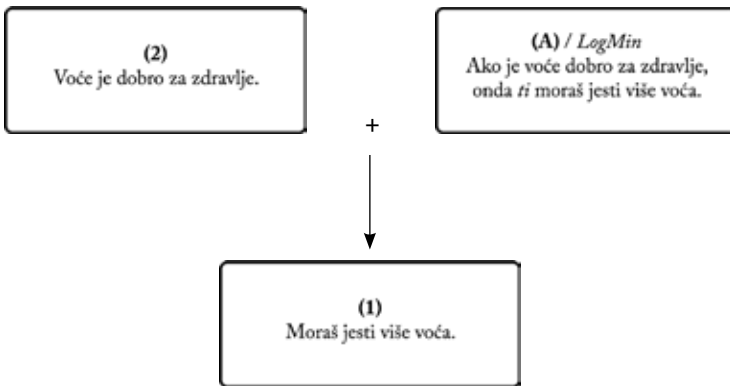 (2)
Voće je dobro za zdravlje.
(A) / LogMin
Ako je voće dobro za zdravlje,
onda ti moraš jesti više voća.
+
(1)
Moraš jesti više voća.